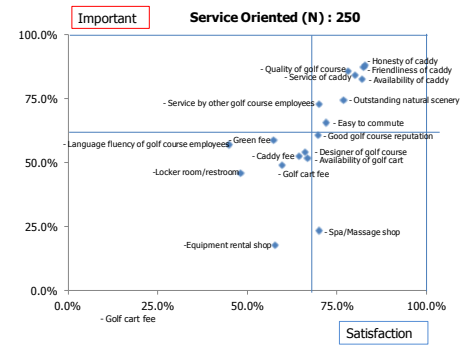 Important
Service Oriented (N) : 250
100.0%
- Honesty of caddy
- Quality of golf course
- Friendliness of caddy
- Service of caddy
- Availability of caddy
75.0%
- Outstanding natural scenery
- Service by other golf course employees
- Easy to commute
- Good golf course reputation
- Green fee
- Language fluency of golf course employees
- Designer of golf course
- Caddy fee
- Availability of golf cart
50.0%
-Locker room/restroom
- Golf cart fee
25.0%
- Spa/Massage shop
-Equipment rental shop
0.0%
0.0%
25.0%
50.0%
75.0%
100.0%
- Golf cart fee
Satisfaction